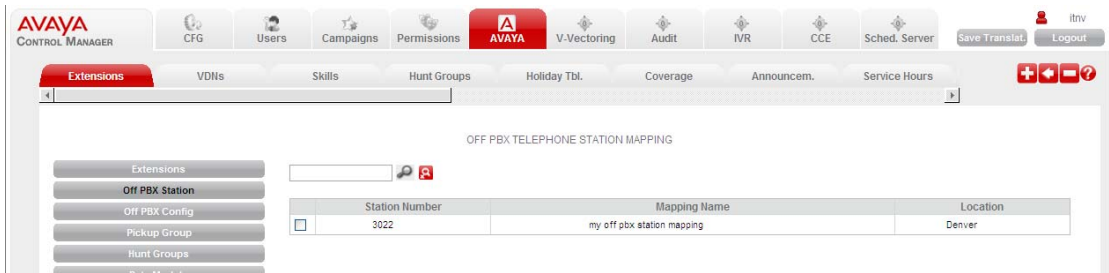 AVAYA
CONTROL MANAGER
CFG Users Campaigns Permissions AVAYA V-Vectoring Audit IVR CCE Sched. Server
itnv
Save Translat. Logout
Extensions VDNs Skills Hunt Groups Holiday Tbl. Coverage Announcem. Service Hours
OFF PBX TELEPHONE STATION MAPPING
Extensions
Off PBX Station
Off PBX Config
Pickup Group
Hunt Groups
Station Number Mapping Name Location
3022 my off pbx station mapping Denver